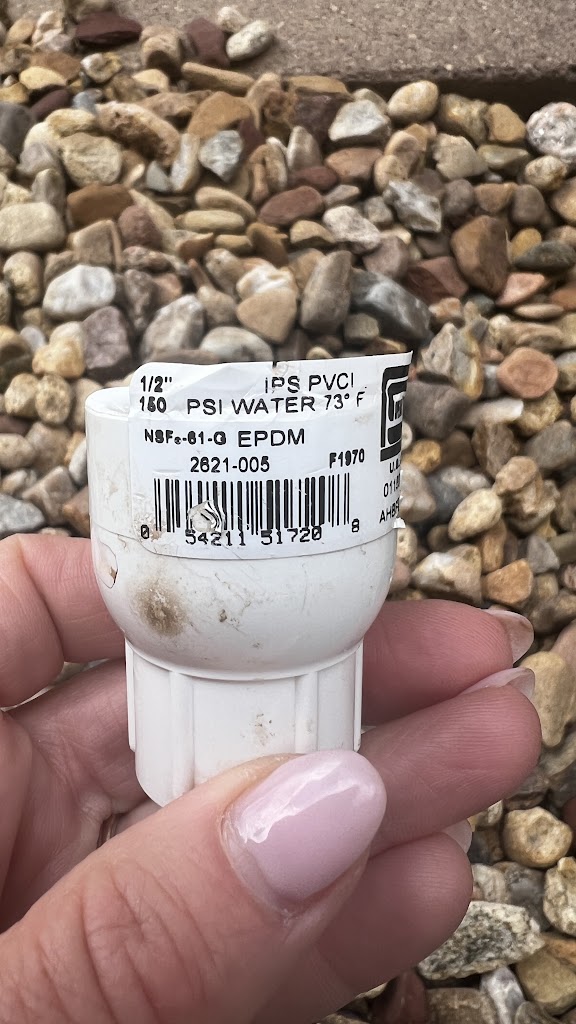 1/2" IPS PVCI
150 PSI WATER 73° F
NSF®-61-G EPDM
2621-005 F1970
0 54211 51720 8